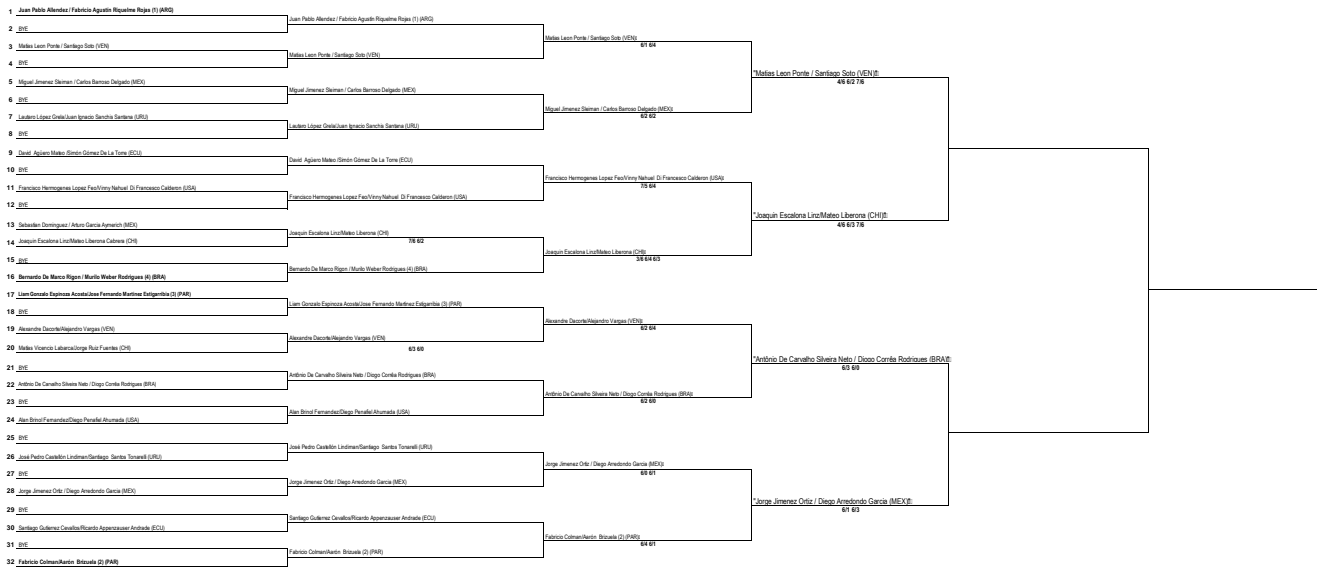 1 Juan Pablo Allendez / Fabricio Agustín Riquelme Rojas (1) (ARG)
2 BYE
3 Matias Leon Ponte / Santiago Soto (VEN)
4 BYE
5 Miguel Jimenez Sleiman / Carlos Barroso Delgado (MEX)
6 BYE
7 Lautaro López Grela/Juan Ignacio Sanchis Santana (URU)
8 BYE
9 David Agüero Mateo /Simón Gómez De La Torre (ECU)
10 BYE
11 Francisco Hermogenes Lopez Feo/Vinny Nahuel Di Francesco Calderon (USA)
12 BYE
13 Sebastian Dominguez / Arturo Garcia Aymerich (MEX)
14 Joaquin Escalona Linz/Mateo Liberona Cabrera (CHI)
15 BYE
16 Bernardo De Marco Rigon / Murilo Weber Rodrigues (4) (BRA)
17 Liam Gonzalo Espinoza Acosta/Jose Fernando Martinez Estigarribia (3) (PAR)
18 BYE
19 Alexandre Dacorte/Alejandro Vargas (VEN)
20 Matias Vicencio Labarca/Jorge Ruiz Fuentes (CHI)
21 BYE
22 Antônio De Carvalho Silveira Neto / Diogo Corrêa Rodrigues (BRA)
23 BYE
24 Alan Brinol Fernandez/Diego Penafiel Ahumada (USA)
25 BYE
26 José Pedro Castellón Lindiman/Santiago Santos Tonarelli (URU)
27 BYE
28 Jorge Jimenez Ortiz / Diego Arredondo Garcia (MEX)
29 BYE
30 Santiago Gutierrez Cevallos/Ricardo Appenzauser Andrade (ECU)
31 BYE
32 Fabricio Colman/Aarón Brizuela (2) (PAR)
Juan Pablo Allendez / Fabricio Agustín Riquelme Rojas (1) (ARG)
Matias Leon Ponte / Santiago Soto (VEN)
Miguel Jimenez Sleiman / Carlos Barroso Delgado (MEX)
Lautaro López Grela/Juan Ignacio Sanchis Santana (URU)
David Agüero Mateo /Simón Gómez De La Torre (ECU)
Francisco Hermogenes Lopez Feo/Vinny Nahuel Di Francesco Calderon (USA)
Joaquin Escalona Linz/Mateo Liberona (CHI)
7/6 6/2
Bernardo De Marco Rigon / Murilo Weber Rodrigues (4) (BRA)
Liam Gonzalo Espinoza Acosta/Jose Fernando Martinez Estigarribia (3) (PAR)
Alexandre Dacorte/Alejandro Vargas (VEN)
6/3 6/0
Antônio De Carvalho Silveira Neto / Diogo Corrêa Rodrigues (BRA)
Alan Brinol Fernandez/Diego Penafiel Ahumada (USA)
José Pedro Castellón Lindiman/Santiago Santos Tonarelli (URU)
Jorge Jimenez Ortiz / Diego Arredondo Garcia (MEX)
Santiago Gutierrez Cevallos/Ricardo Appenzauser Andrade (ECU)
Fabricio Colman/Aarón Brizuela (2) (PAR)
Matias Leon Ponte / Santiago Soto (VEN)
6/1 6/4
Miguel Jimenez Sleiman / Carlos Barroso Delgado (MEX)
6/2 6/2
Francisco Hermogenes Lopez Feo/Vinny Nahuel Di Francesco Calderon (USA)
7/5 6/4
Joaquin Escalona Linz/Mateo Liberona (CHI)
3/6 6/4 6/3
Alexandre Dacorte/Alejandro Vargas (VEN)
6/2 6/4
Antônio De Carvalho Silveira Neto / Diogo Corrêa Rodrigues (BRA)
6/2 6/0
Jorge Jimenez Ortiz / Diego Arredondo Garcia (MEX)
6/0 6/1
Fabricio Colman/Aarón Brizuela (2) (PAR)
6/4 6/1
"Matias Leon Ponte / Santiago Soto (VEN)
4/6 6/2 7/6
"Joaquin Escalona Linz/Mateo Liberona (CHI)
4/6 6/3 7/6
"Antônio De Carvalho Silveira Neto / Diogo Corrêa Rodrigues (BRA)
6/3 6/0
"Jorge Jimenez Ortiz / Diego Arredondo Garcia (MEX)
6/1 6/3